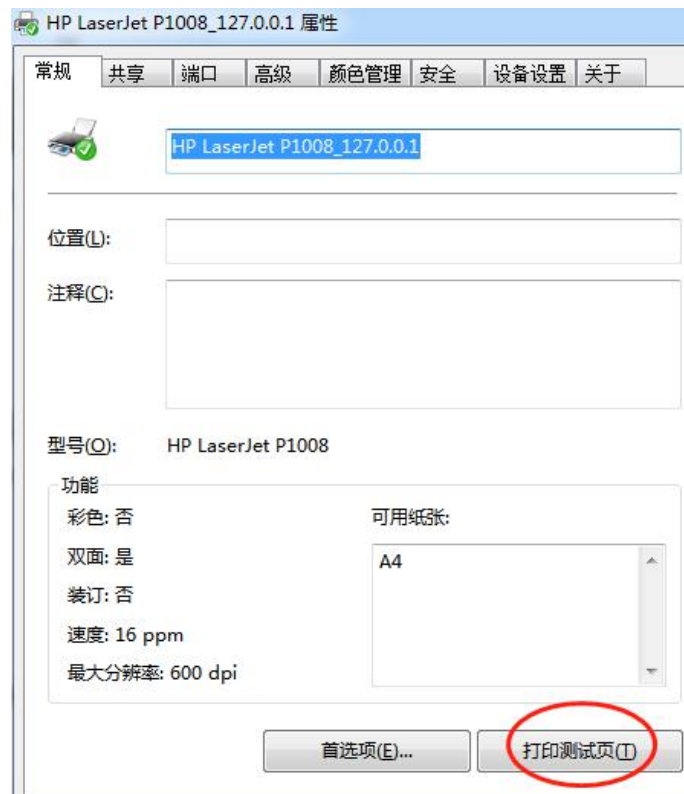 HP LaserJet P1008_127.0.0.1 属性
常规 共享 端口 高级 颜色管理 安全 设备设置 关于
HP LaserJet P1008_127.0.0.1
位置(L):
注释(C):
型号(O): HP LaserJet P1008
功能
彩色: 否 可用纸张:
双面: 是 A4
装订: 否
速度: 16 ppm
最大分辨率: 600 dpi
首选项(E)... 打印测试页(T)